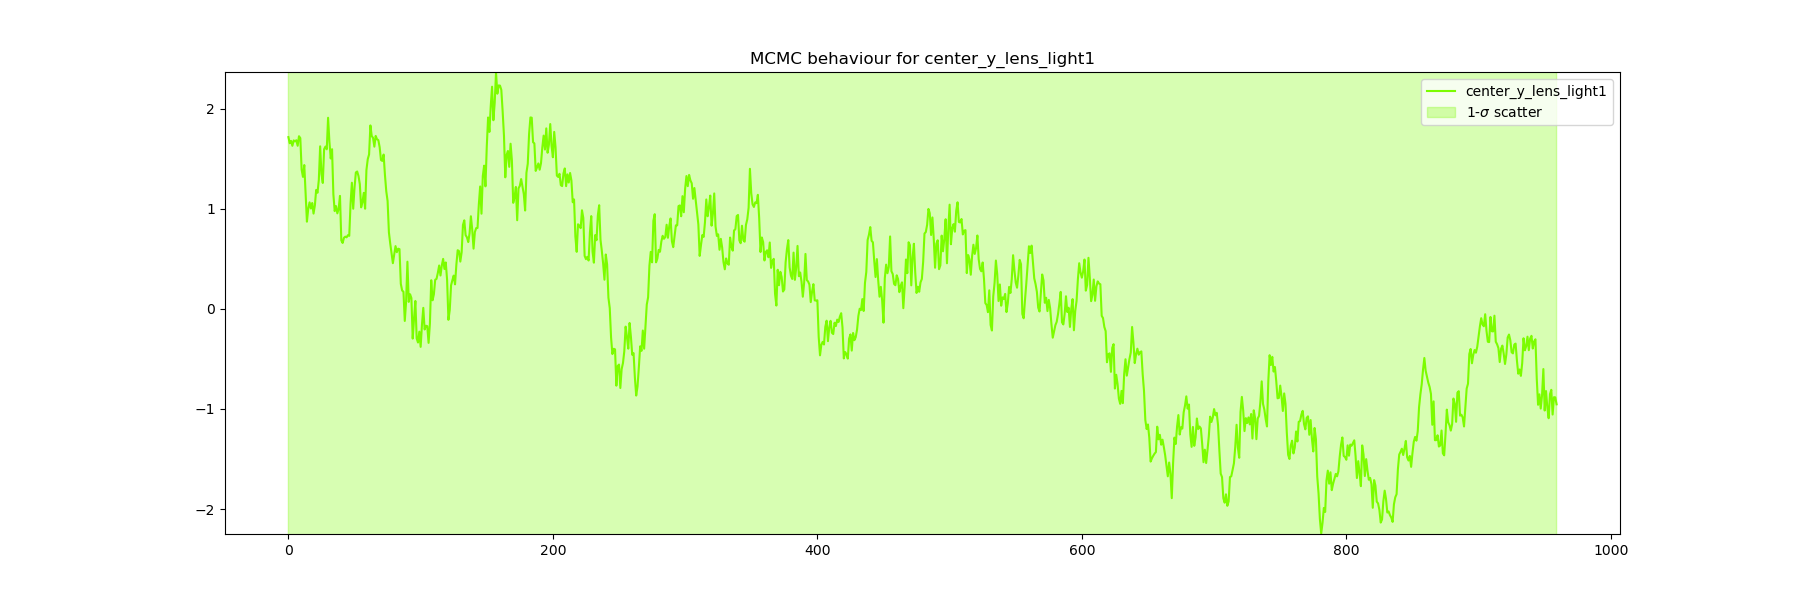 MCMC behaviour for center_y_lens_light1
center_y_lens_light1
1-σ scatter
2
1
0
−1
−2
0 200 400 600 800 1000